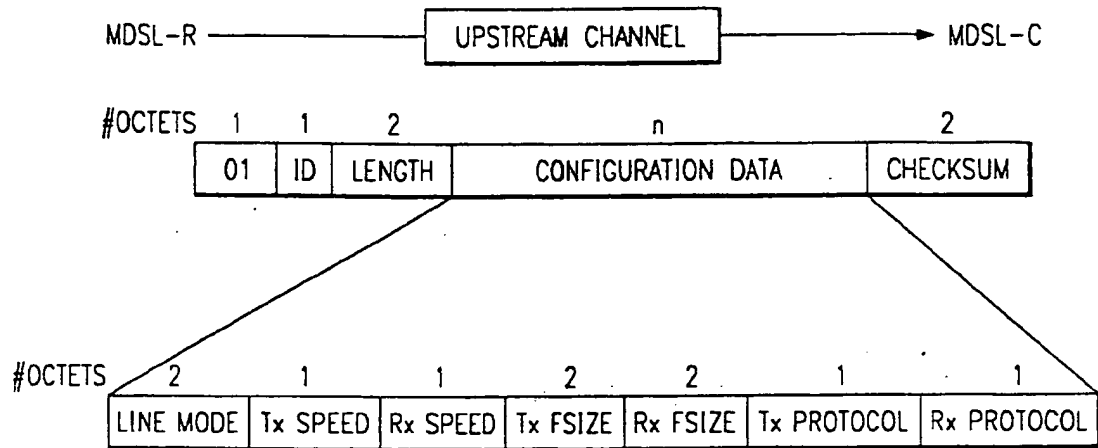 MDSL-R UPSTREAM CHANNEL MDSL-C
#OCTETS 1 1 2 n 2
01 ID LENGTH CONFIGURATION DATA CHECKSUM
#OCTETS 2 1 1 2 2 1 1
LINE MODE Tx SPEED Rx SPEED Tx FSIZE Rx FSIZE Tx PROTOCOL Rx PROTOCOL